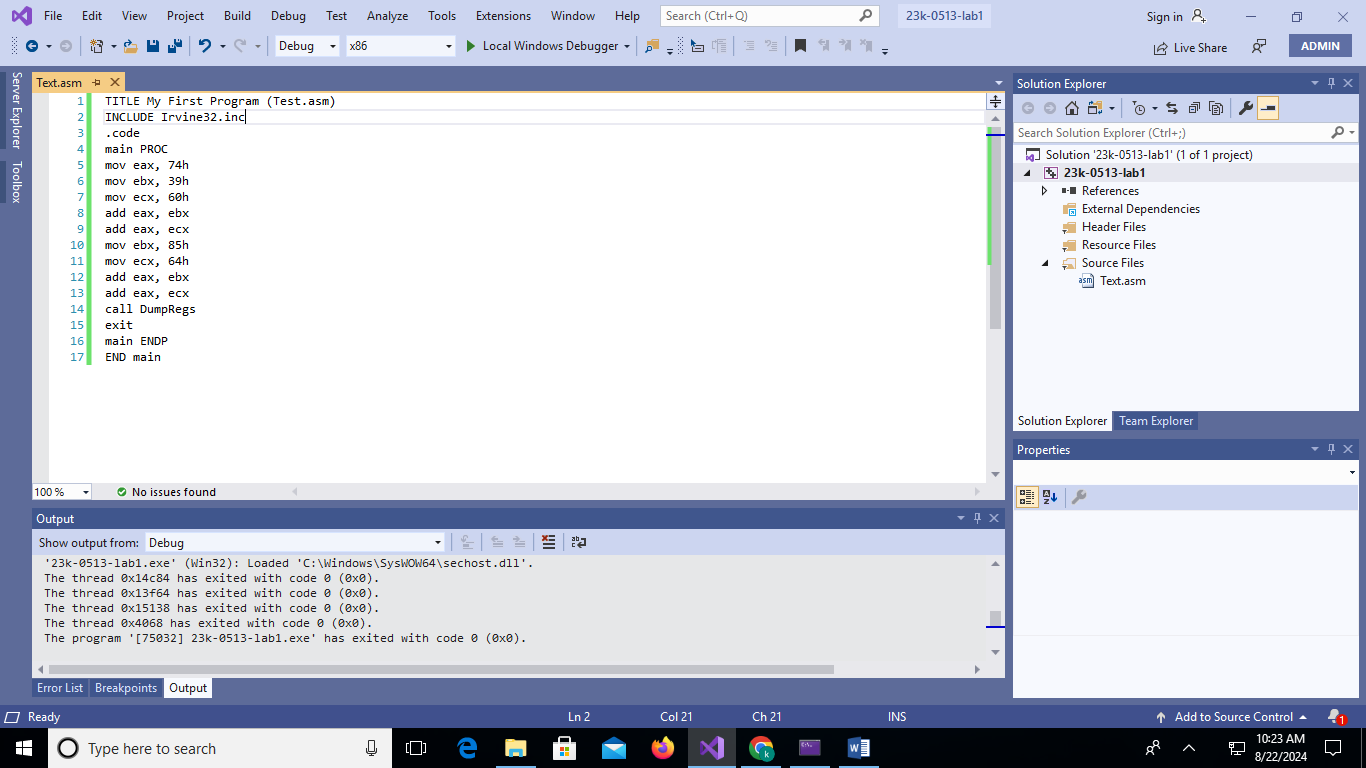 File Edit View Project Build Debug Test Analyze Tools Extensions Window Help Search (Ctrl+Q) 23k-0513-lab1 Sign in
Debug x86 Local Windows Debugger Live Share ADMIN
Server Explorer
Toolbox
Text.asm
1 TITLE My First Program (Test.asm)
2 INCLUDE Irvine32.inc
3 .code
4 main PROC
5 mov eax, 74h
6 mov ebx, 39h
7 mov ecx, 60h
8 add eax, ebx
9 add eax, ecx
10 mov ebx, 85h
11 mov ecx, 64h
12 add eax, ebx
13 add eax, ecx
14 call DumpRegs
15 exit
16 main ENDP
17 END main
100 % No issues found
Output
Show output from: Debug
'23k-0513-lab1.exe' (Win32): Loaded 'C:\Windows\SysWOW64\sechost.dll'.
The thread 0x14c84 has exited with code 0 (0x0).
The thread 0x13f64 has exited with code 0 (0x0).
The thread 0x15138 has exited with code 0 (0x0).
The thread 0x4068 has exited with code 0 (0x0).
The program '[75032] 23k-0513-lab1.exe' has exited with code 0 (0x0).
Error List Breakpoints Output
Solution Explorer
Search Solution Explorer (Ctrl+;)
Solution '23k-0513-lab1' (1 of 1 project)
23k-0513-lab1
References
External Dependencies
Header Files
Resource Files
Source Files
asm Text.asm
Solution Explorer Team Explorer
Properties
Ready Ln 2 Col 21 Ch 21 INS Add to Source Control 1
Type here to search
10:23 AM
8/22/2024